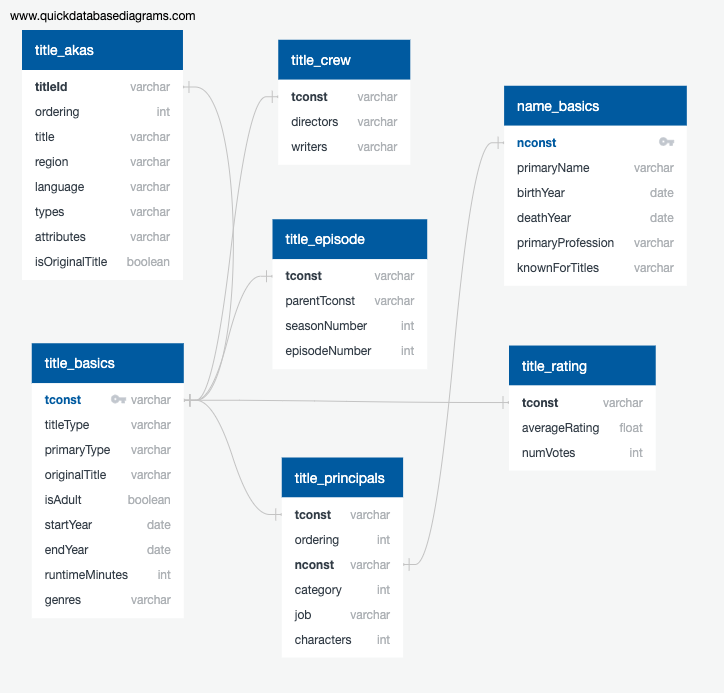 www.quickdatabasediagrams.com
title_akas
titleId varchar
ordering int
title varchar
region varchar
language varchar
types varchar
attributes varchar
isOriginalTitle boolean
title_crew
tconst varchar
directors varchar
writers varchar
name_basics
nconst
primaryName varchar
birthYear date
deathYear date
primaryProfession varchar
knownForTitles varchar
title_episode
tconst varchar
parentTconst varchar
seasonNumber int
episodeNumber int
title_basics
tconst varchar
titleType varchar
primaryType varchar
originalTitle varchar
isAdult boolean
startYear date
endYear date
runtimeMinutes int
genres varchar
title_rating
tconst varchar
averageRating float
numVotes int
title_principals
tconst varchar
ordering int
nconst varchar
category int
job varchar
characters int